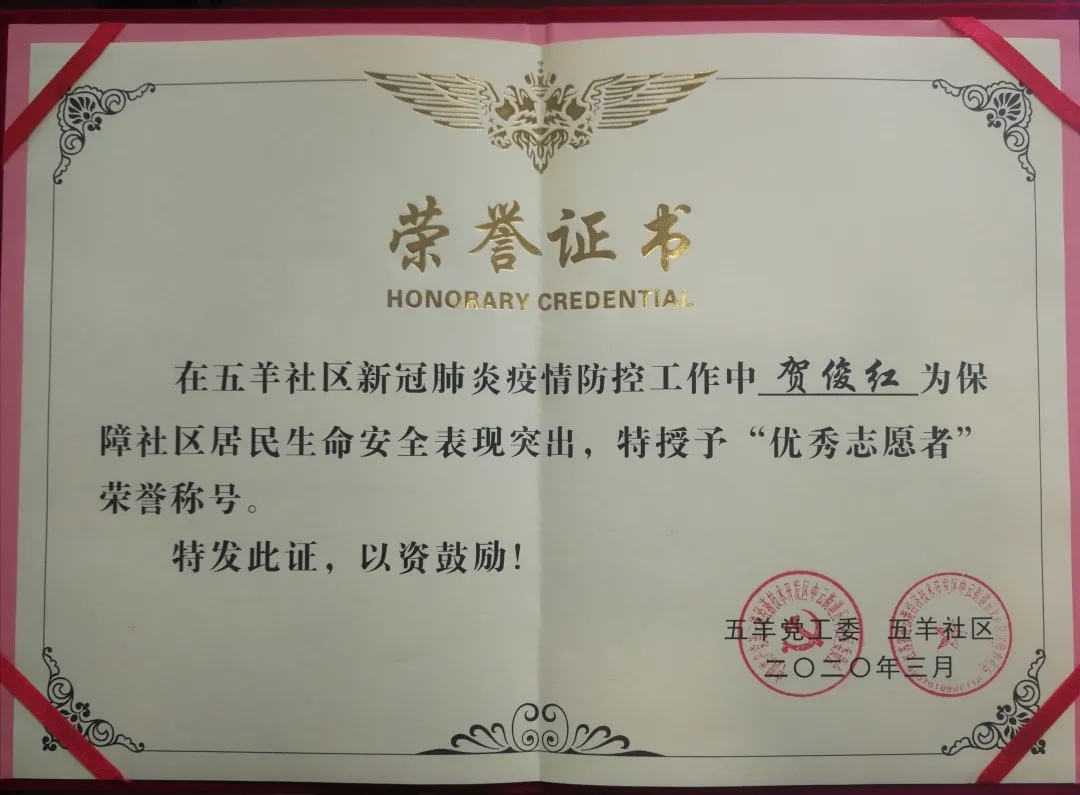 荣誉证书
HONORARY CREDENTIAL
在五羊社区新冠肺炎疫情防控工作中贺俊红为保
障社区居民生命安全表现突出，特授予“优秀志愿者”
荣誉称号。
特发此证，以资鼓励！
五羊党工委 五羊社区
二〇二〇年三月